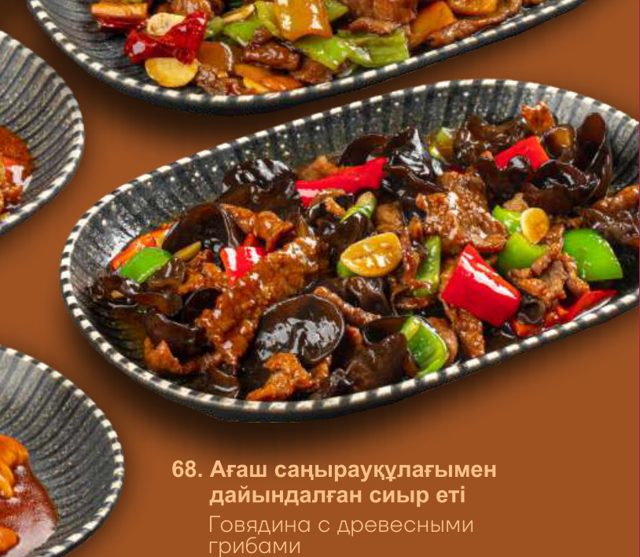 68. Ағаш саңырауқұлағымен
дайындалған сиыр еті
Говядина с древесными
грибами